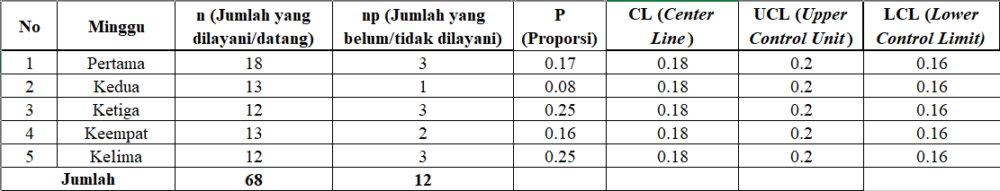 No Minggu n (Jumlah yang dilayani/datang) np (Jumlah yang belum/tidak dilayani) P (Proporsi) CL (Center Line) UCL (Upper Control Unit) LCL (Lower Control Limit)
1 Pertama 18 3 0.17 0.18 0.2 0.16
2 Kedua 13 1 0.08 0.18 0.2 0.16
3 Ketiga 12 3 0.25 0.18 0.2 0.16
4 Keempat 13 2 0.16 0.18 0.2 0.16
5 Kelima 12 3 0.25 0.18 0.2 0.16
Jumlah 68 12